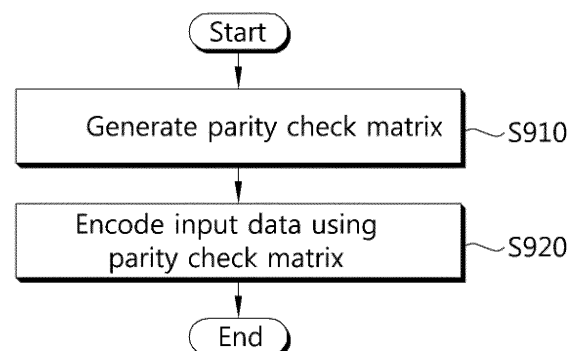 Start
Generate parity check matrix
S910
Encode input data using
parity check matrix
S920
End